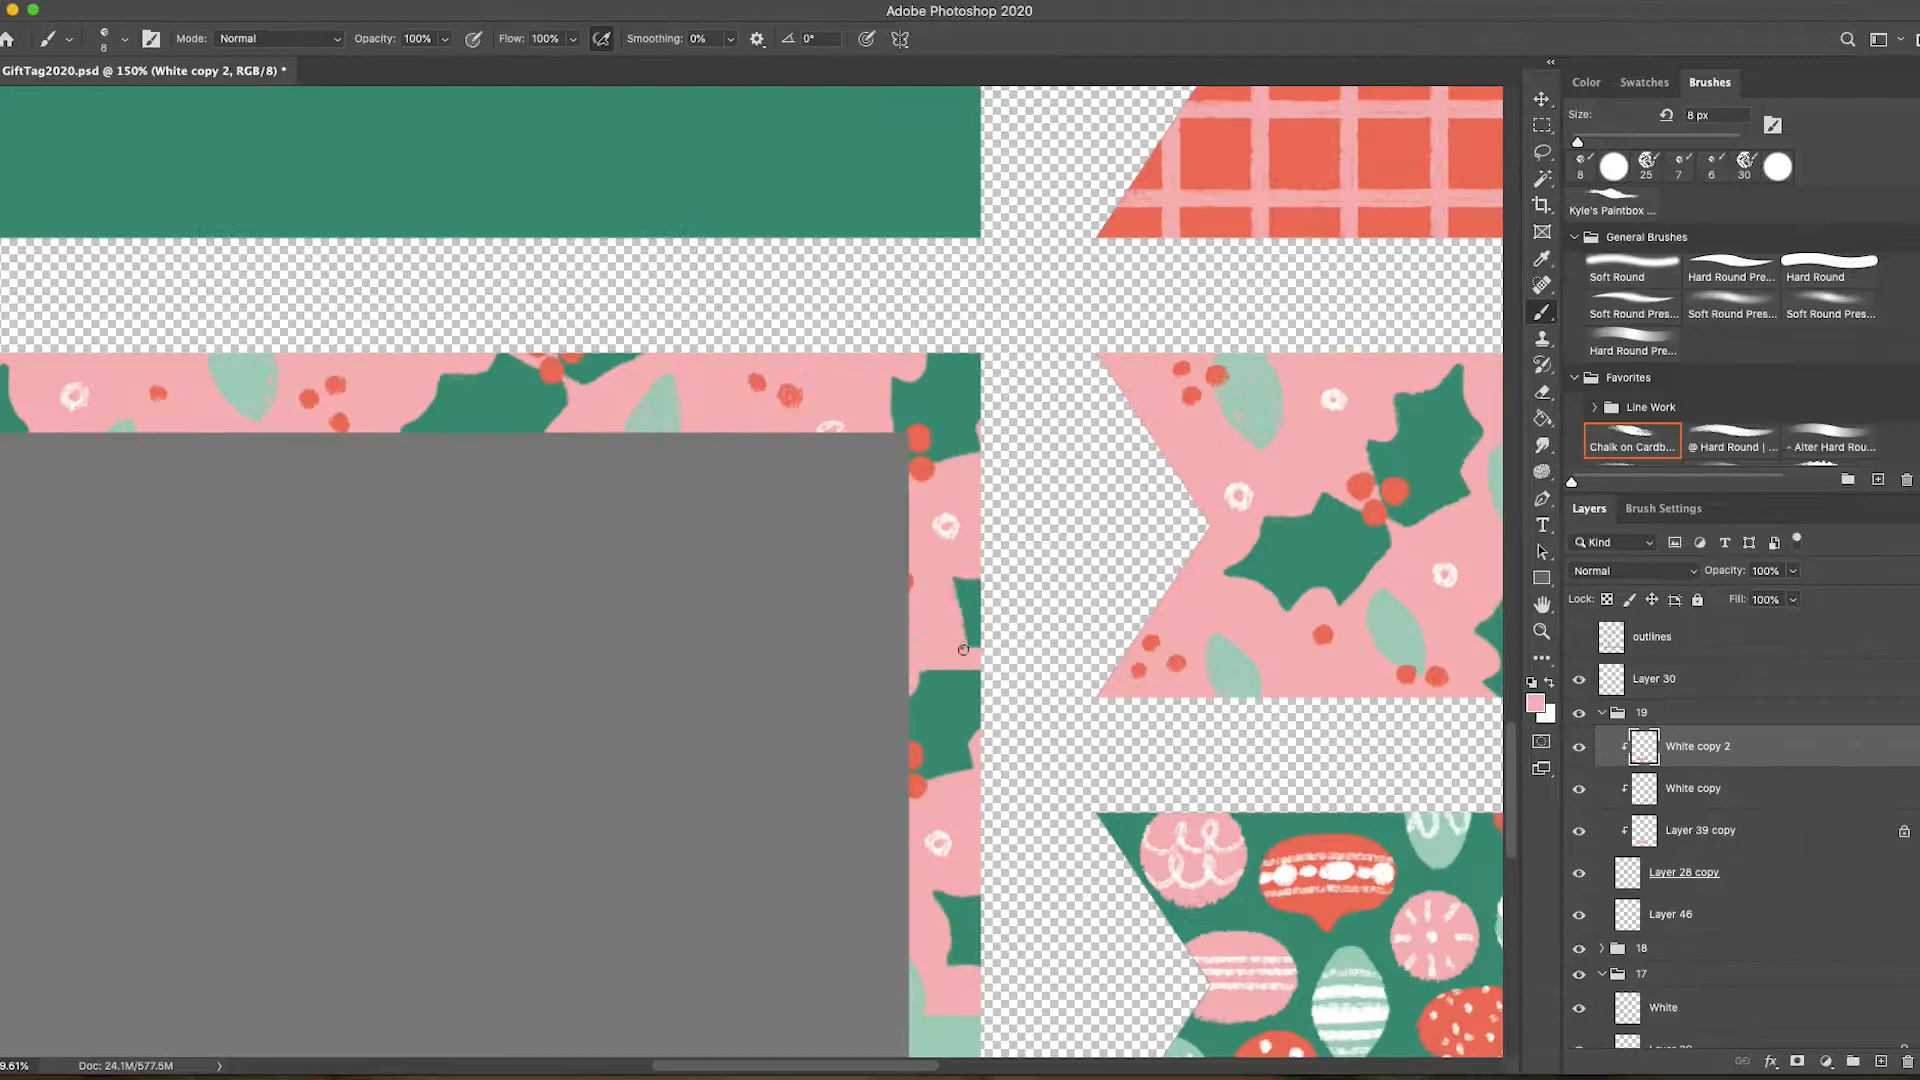 Adobe Photoshop 2020
8 Mode: Normal Opacity: 100% Flow: 100% Smoothing: 0% 0°
GiftTag2020.psd @ 150% (White copy 2, RGB/8) *
Color Swatches Brushes
Size: 8 px
8 25 7 6 30
Kyle's Paintbox ...
General Brushes
Soft Round Hard Round Pre... Hard Round
Soft Round Pres... Soft Round Pres... Soft Round Pres...
Hard Round Pre...
Favorites
Line Work
Chalk on Cardb... @ Hard Round | ... - Alter Hard Rou...
Layers Brush Settings
Kind
Normal Opacity: 100%
Lock: Fill: 100%
outlines
Layer 30
19
White copy 2
White copy
Layer 39 copy
Layer 28 copy
Layer 46
18
17
White
9.61% Doc: 24.1M/577.5M